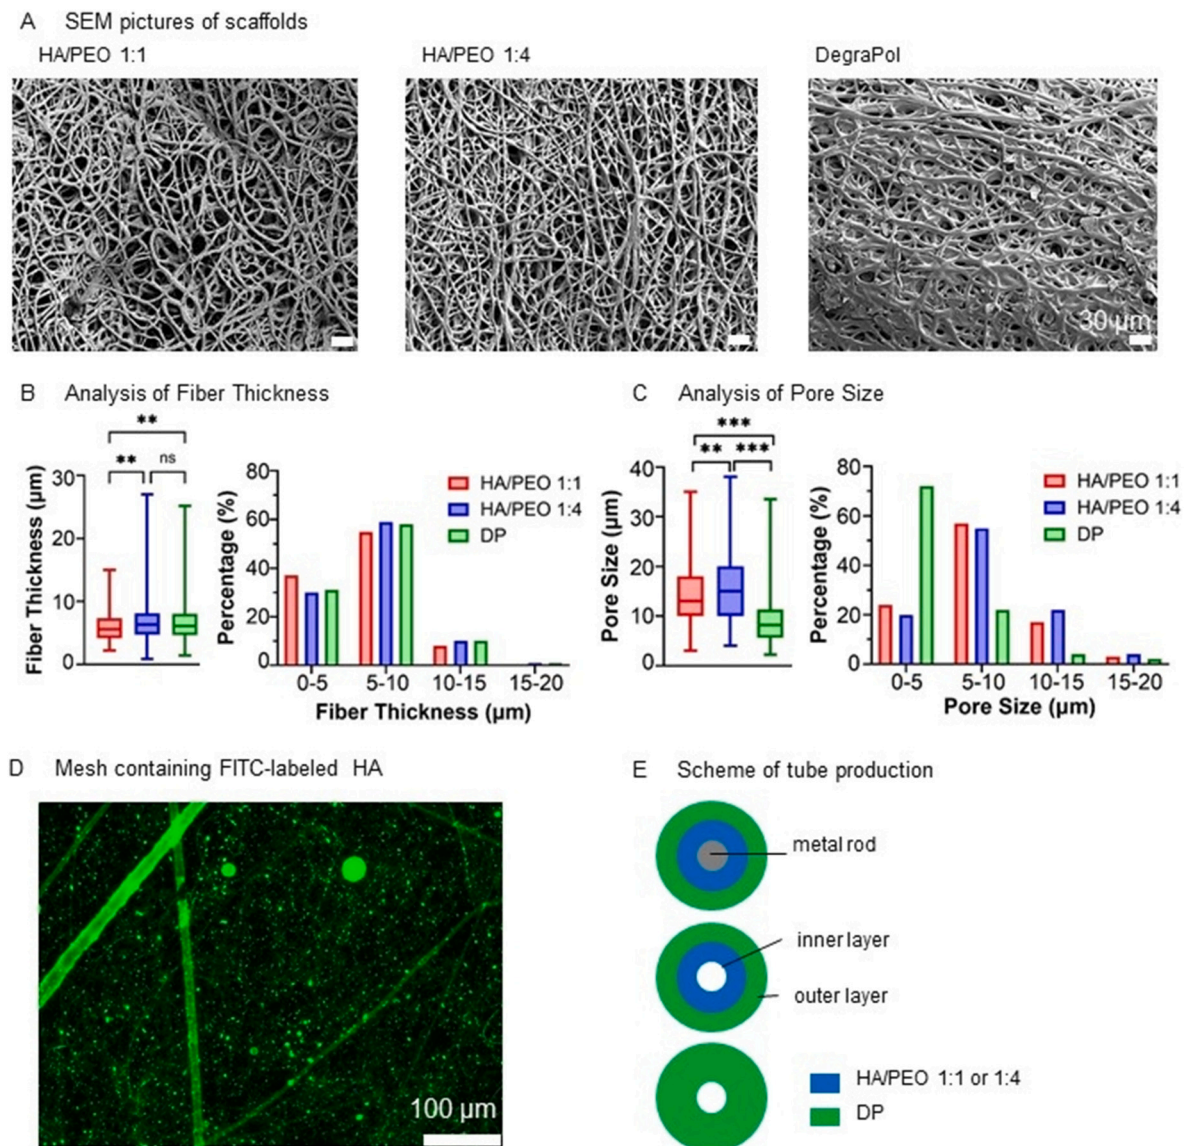 A SEM pictures of scaffolds
HA/PEO 1:1
HA/PEO 1:4
DegraPol
30 µm
B Analysis of Fiber Thickness
**
** ns
Fiber Thickness (µm)
30
20
10
0
Percentage (%)
80
60
40
20
0
0-5 5-10 10-15 15-20
Fiber Thickness (µm)
HA/PEO 1:1
HA/PEO 1:4
DP
C Analysis of Pore Size
***
** ***
Pore Size (µm)
40
30
20
10
0
Percentage (%)
80
60
40
20
0
0-5 5-10 10-15 15-20
Pore Size (µm)
HA/PEO 1:1
HA/PEO 1:4
DP
D Mesh containing FITC-labeled HA
100 µm
E Scheme of tube production
metal rod
inner layer
outer layer
HA/PEO 1:1 or 1:4
DP